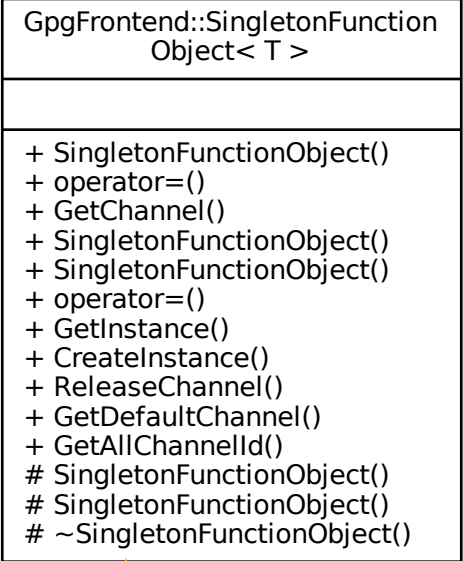 GpgFrontend::SingletonFunction
Object< T >
+ SingletonFunctionObject()
+ operator=()
+ GetChannel()
+ SingletonFunctionObject()
+ SingletonFunctionObject()
+ operator=()
+ GetInstance()
+ CreateInstance()
+ ReleaseChannel()
+ GetDefaultChannel()
+ GetAllChannelId()
# SingletonFunctionObject()
# SingletonFunctionObject()
# ~SingletonFunctionObject()